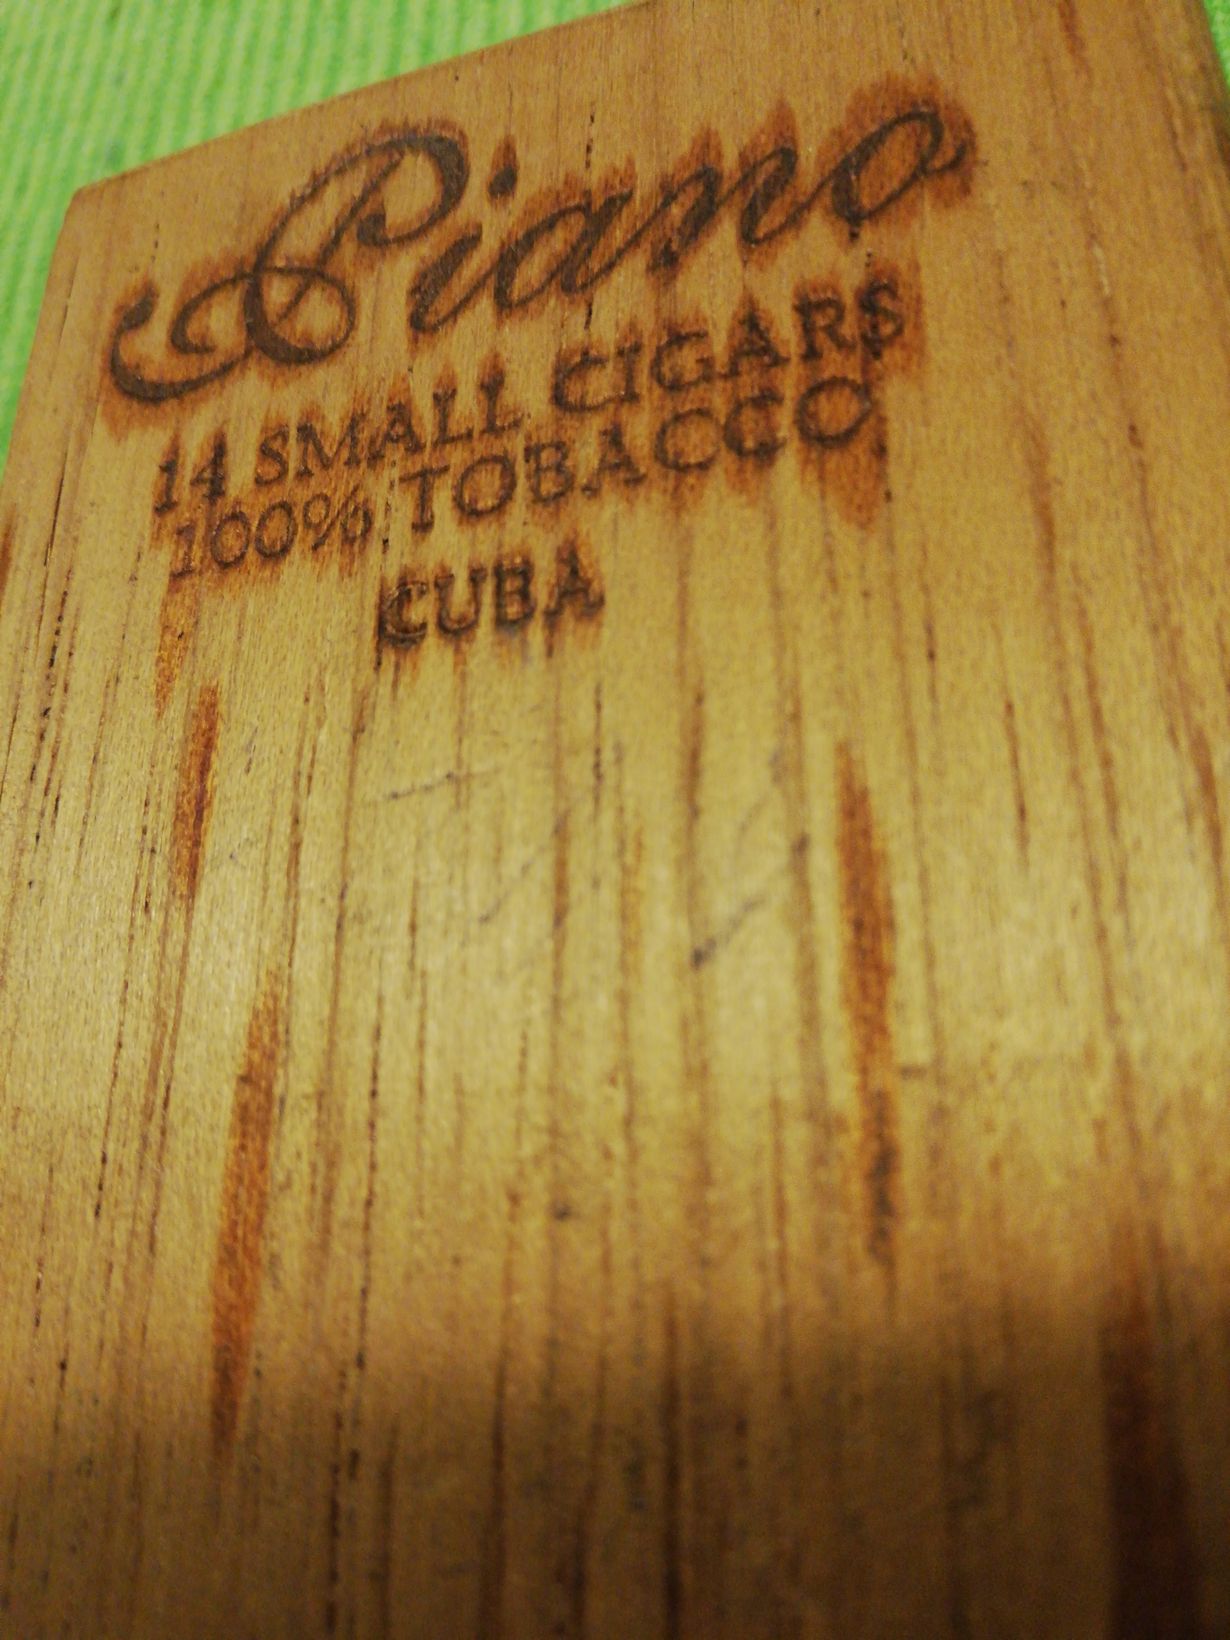 Piano
14 SMALL CIGARS
100% TOBACCO
CUBA